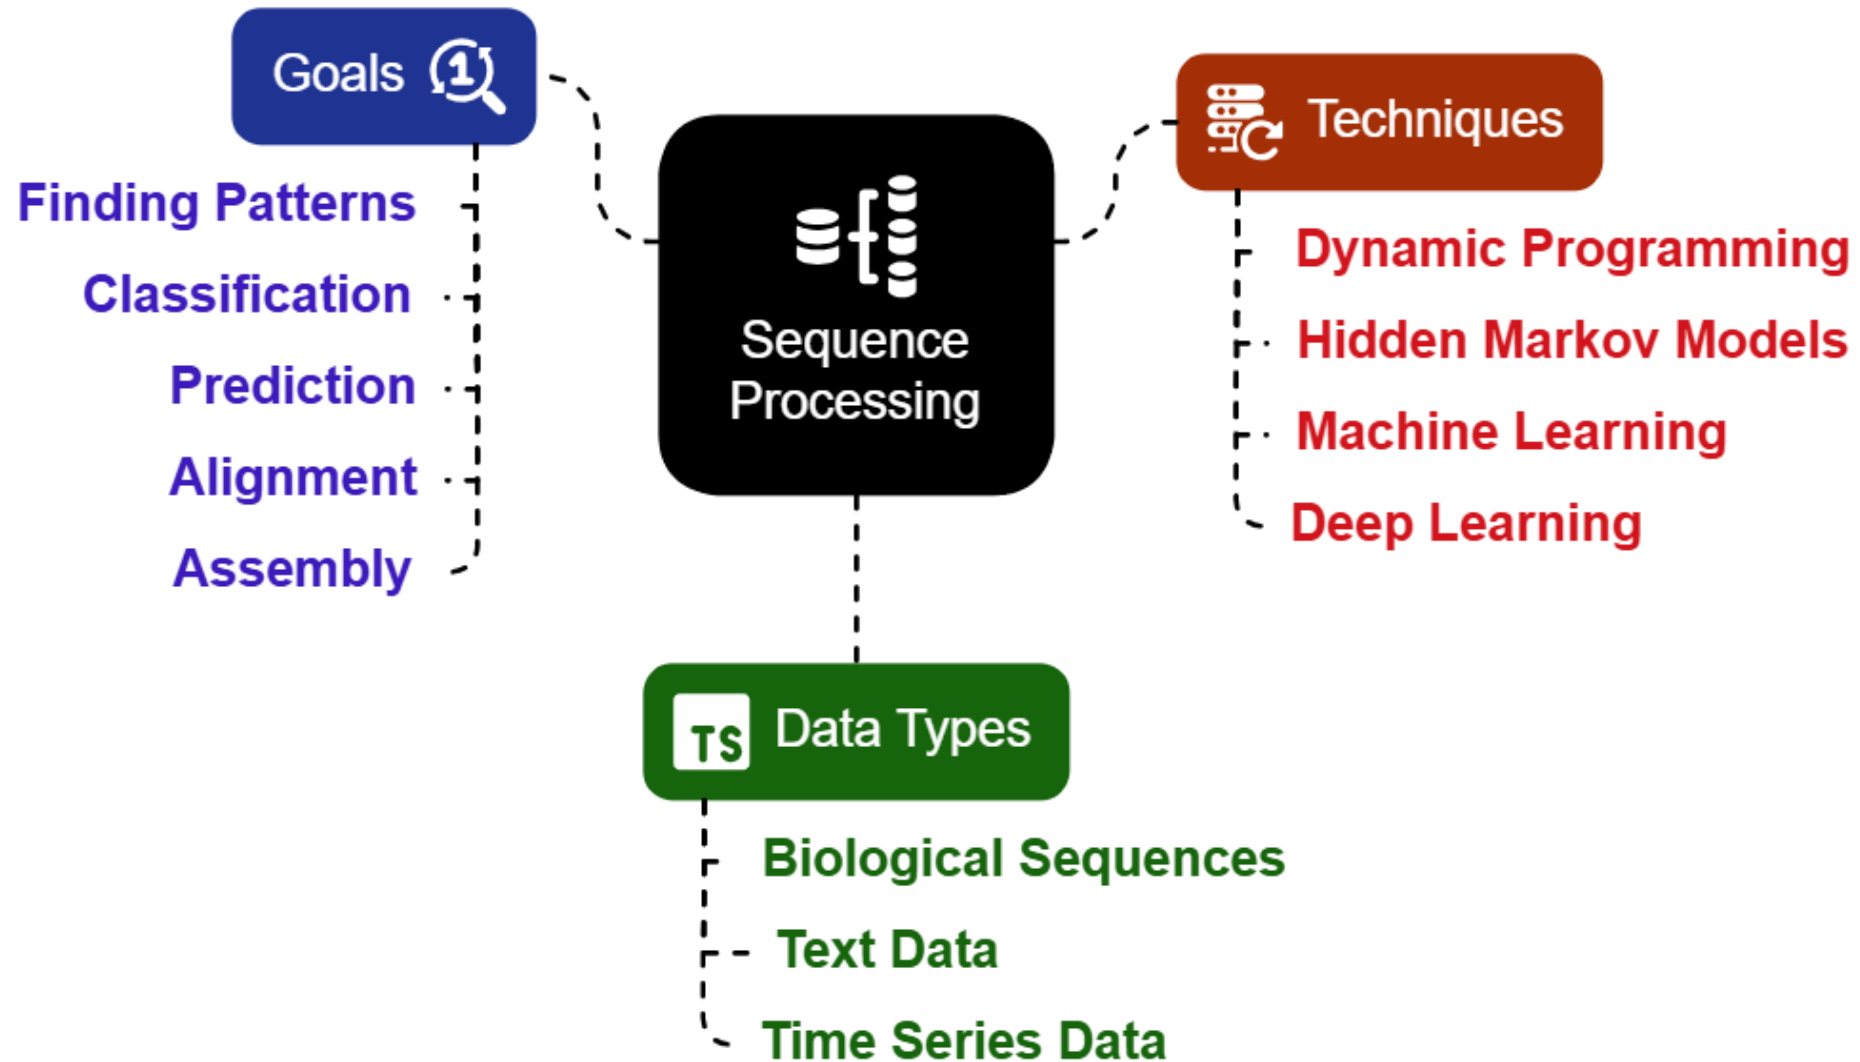 Goals
Finding Patterns
Classification
Prediction
Alignment
Assembly
Sequence
Processing
Techniques
Dynamic Programming
Hidden Markov Models
Machine Learning
Deep Learning
TS Data Types
Biological Sequences
Text Data
Time Series Data